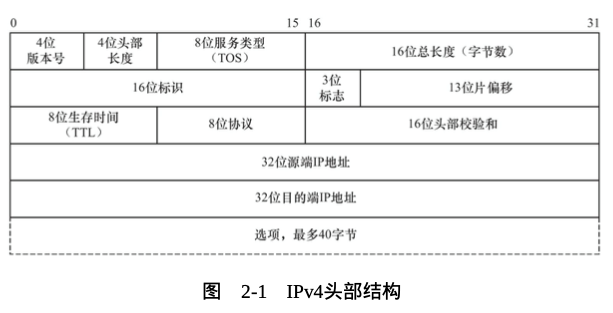 0 15 16 31
4位
版本号
4位头部
长度
8位服务类型
（TOS）
16位总长度（字节数）
16位标识
3位
标志
13位片偏移
8位生存时间
（TTL）
8位协议
16位头部校验和
32位源端IP地址
32位目的端IP地址
选项，最多40字节
图 2-1 IPv4头部结构